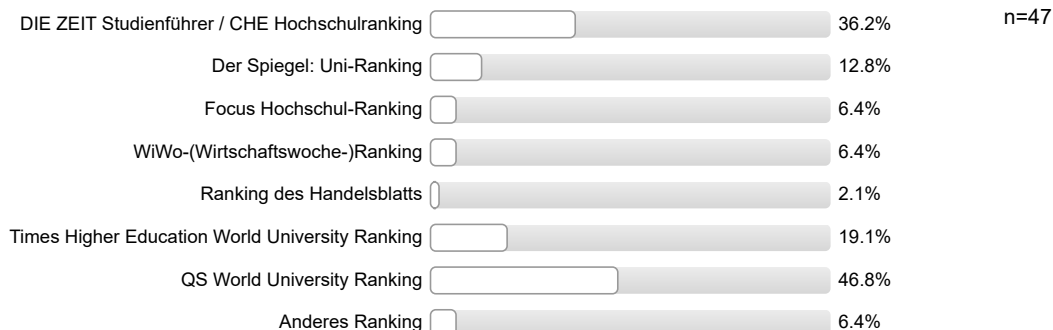 DIE ZEIT Studienführer / CHE Hochschulranking 36.2% n=47
Der Spiegel: Uni-Ranking 12.8%
Focus Hochschul-Ranking 6.4%
WiWo-(Wirtschaftswoche-)Ranking 6.4%
Ranking des Handelsblatts 2.1%
Times Higher Education World University Ranking 19.1%
QS World University Ranking 46.8%
Anderes Ranking 6.4%